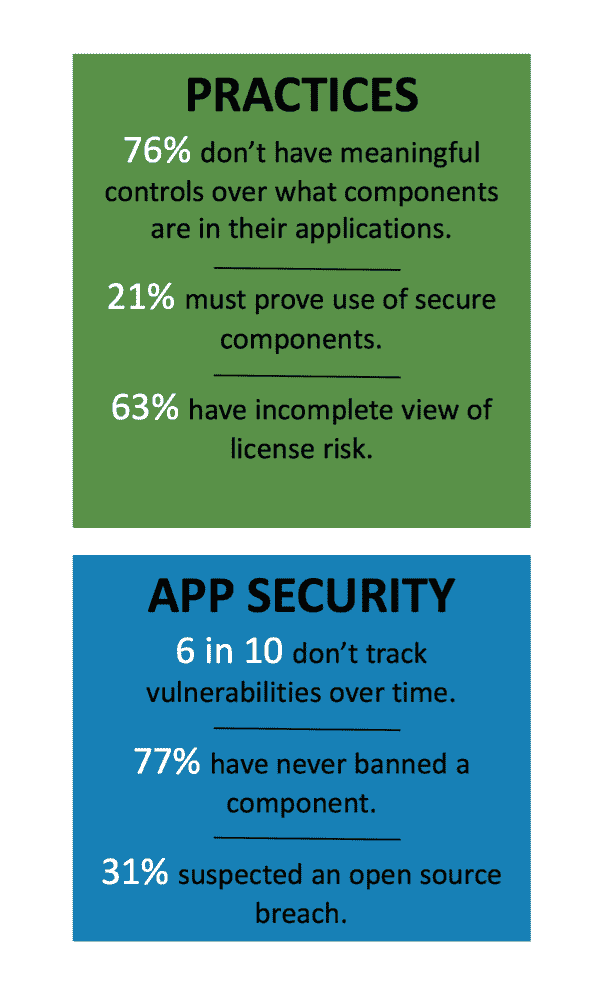 PRACTICES
76% don’t have meaningful
controls over what components
are in their applications.
21% must prove use of secure
components.
63% have incomplete view of
license risk.
APP SECURITY
6 in 10 don’t track
vulnerabilities over time.
77% have never banned a
component.
31% suspected an open source
breach.